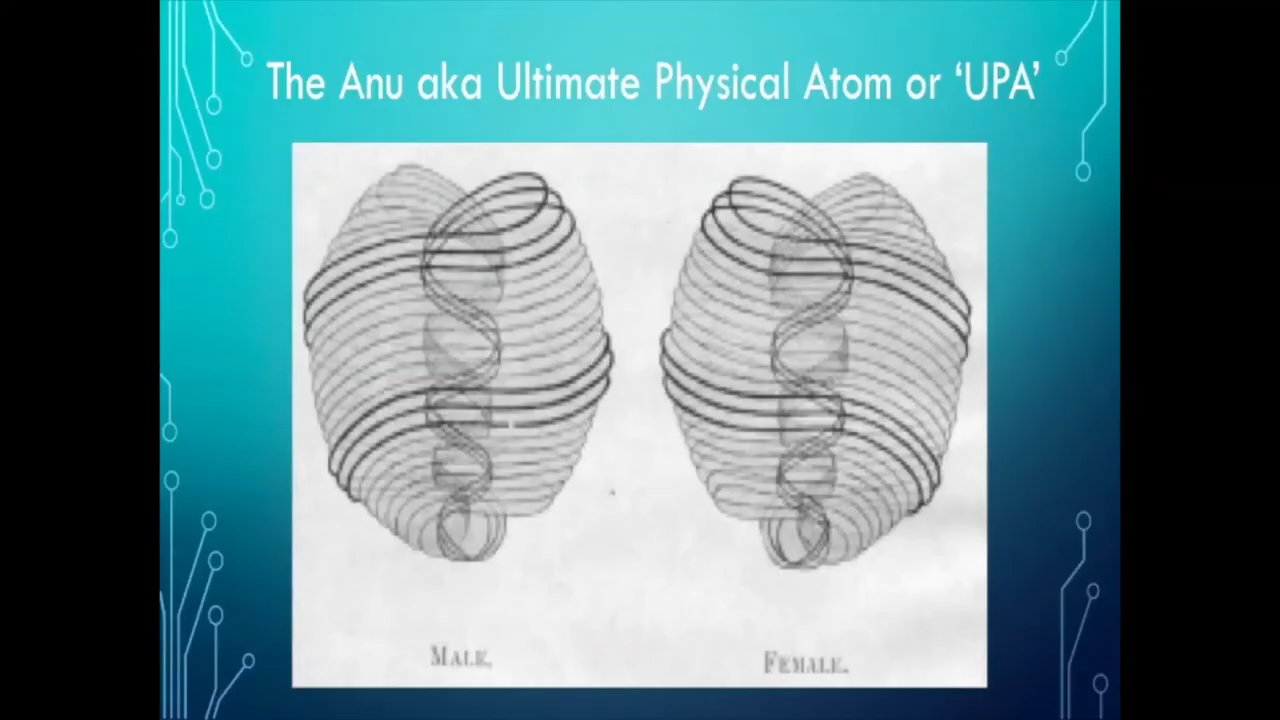 The Anu aka Ultimate Physical Atom or ‘UPA’
MALE.
FEMALE.